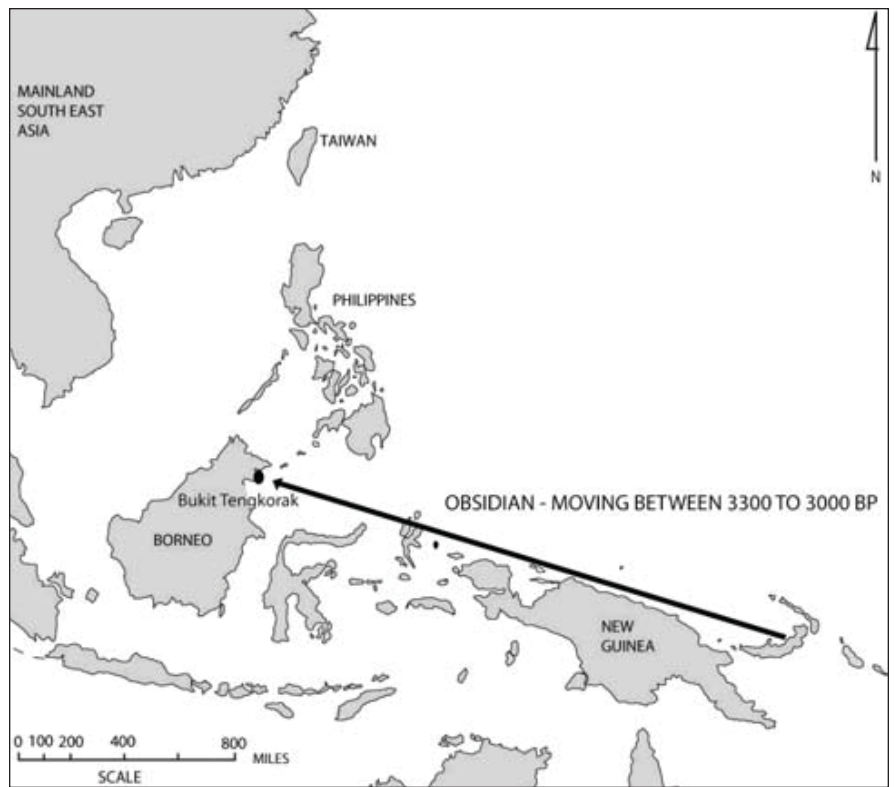 MAINLAND
SOUTH EAST
ASIA
TAIWAN
N
PHILIPPINES
Bukit Tengkorak
OBSIDIAN - MOVING BETWEEN 3300 TO 3000 BP
BORNEO
NEW
GUINEA
0 100 200 400 800 MILES
SCALE